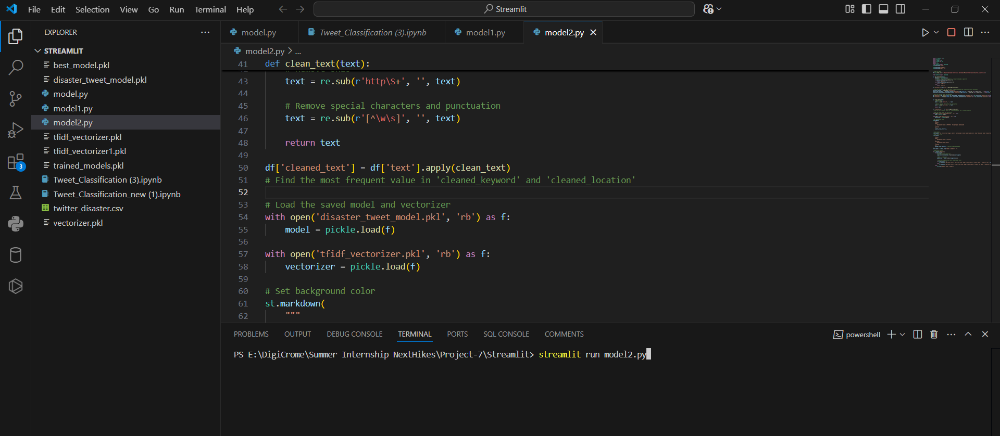 File Edit Selection View Go Run Terminal Help
Streamlit
EXPLORER
STREAMLIT
best_model.pkl
disaster_tweet_model.pkl
model.py
model1.py
model2.py
tfidf_vectorizer.pkl
tfidf_vectorizer1.pkl
trained_models.pkl
Tweet_Classification (3).ipynb
Tweet_Classification_new (1).ipynb
twitter_disaster.csv
vectorizer.pkl
3
model.py Tweet_Classification (3).ipynb model1.py model2.py
model2.py > ...
41 def clean_text(text):
43 text = re.sub(r'http\S+', '', text)
44
45 # Remove special characters and punctuation
46 text = re.sub(r'[^\w\s]', '', text)
47
48 return text
49
50 df['cleaned_text'] = df['text'].apply(clean_text)
51 # Find the most frequent value in 'cleaned_keyword' and 'cleaned_location'
52
53 # Load the saved model and vectorizer
54 with open('disaster_tweet_model.pkl', 'rb') as f:
55 model = pickle.load(f)
56
57 with open('tfidf_vectorizer.pkl', 'rb') as f:
58 vectorizer = pickle.load(f)
59
60 # Set background color
61 st.markdown(
62 """
PROBLEMS OUTPUT DEBUG CONSOLE TERMINAL PORTS SQL CONSOLE COMMENTS
powershell
PS E:\DigiCrome\Summer Internship NextHikes\Project-7\Streamlit> streamlit run model2.py